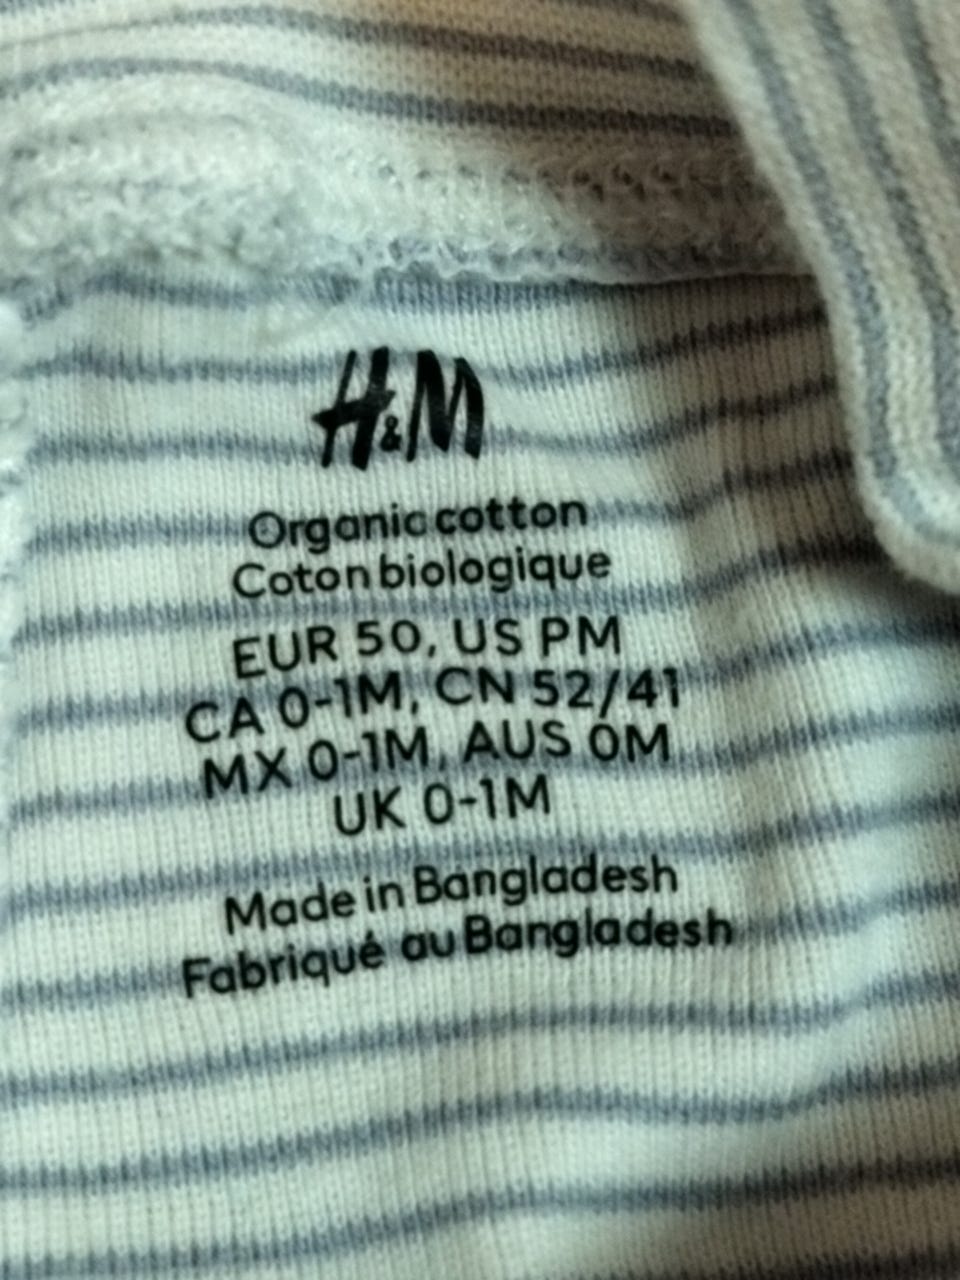 H&M
Organic cotton
Coton biologique
EUR 50, US PM
CA 0-1M, CN 52/41
MX 0-1M, AUS 0M
UK 0-1M
Made in Bangladesh
Fabriqué au Bangladesh